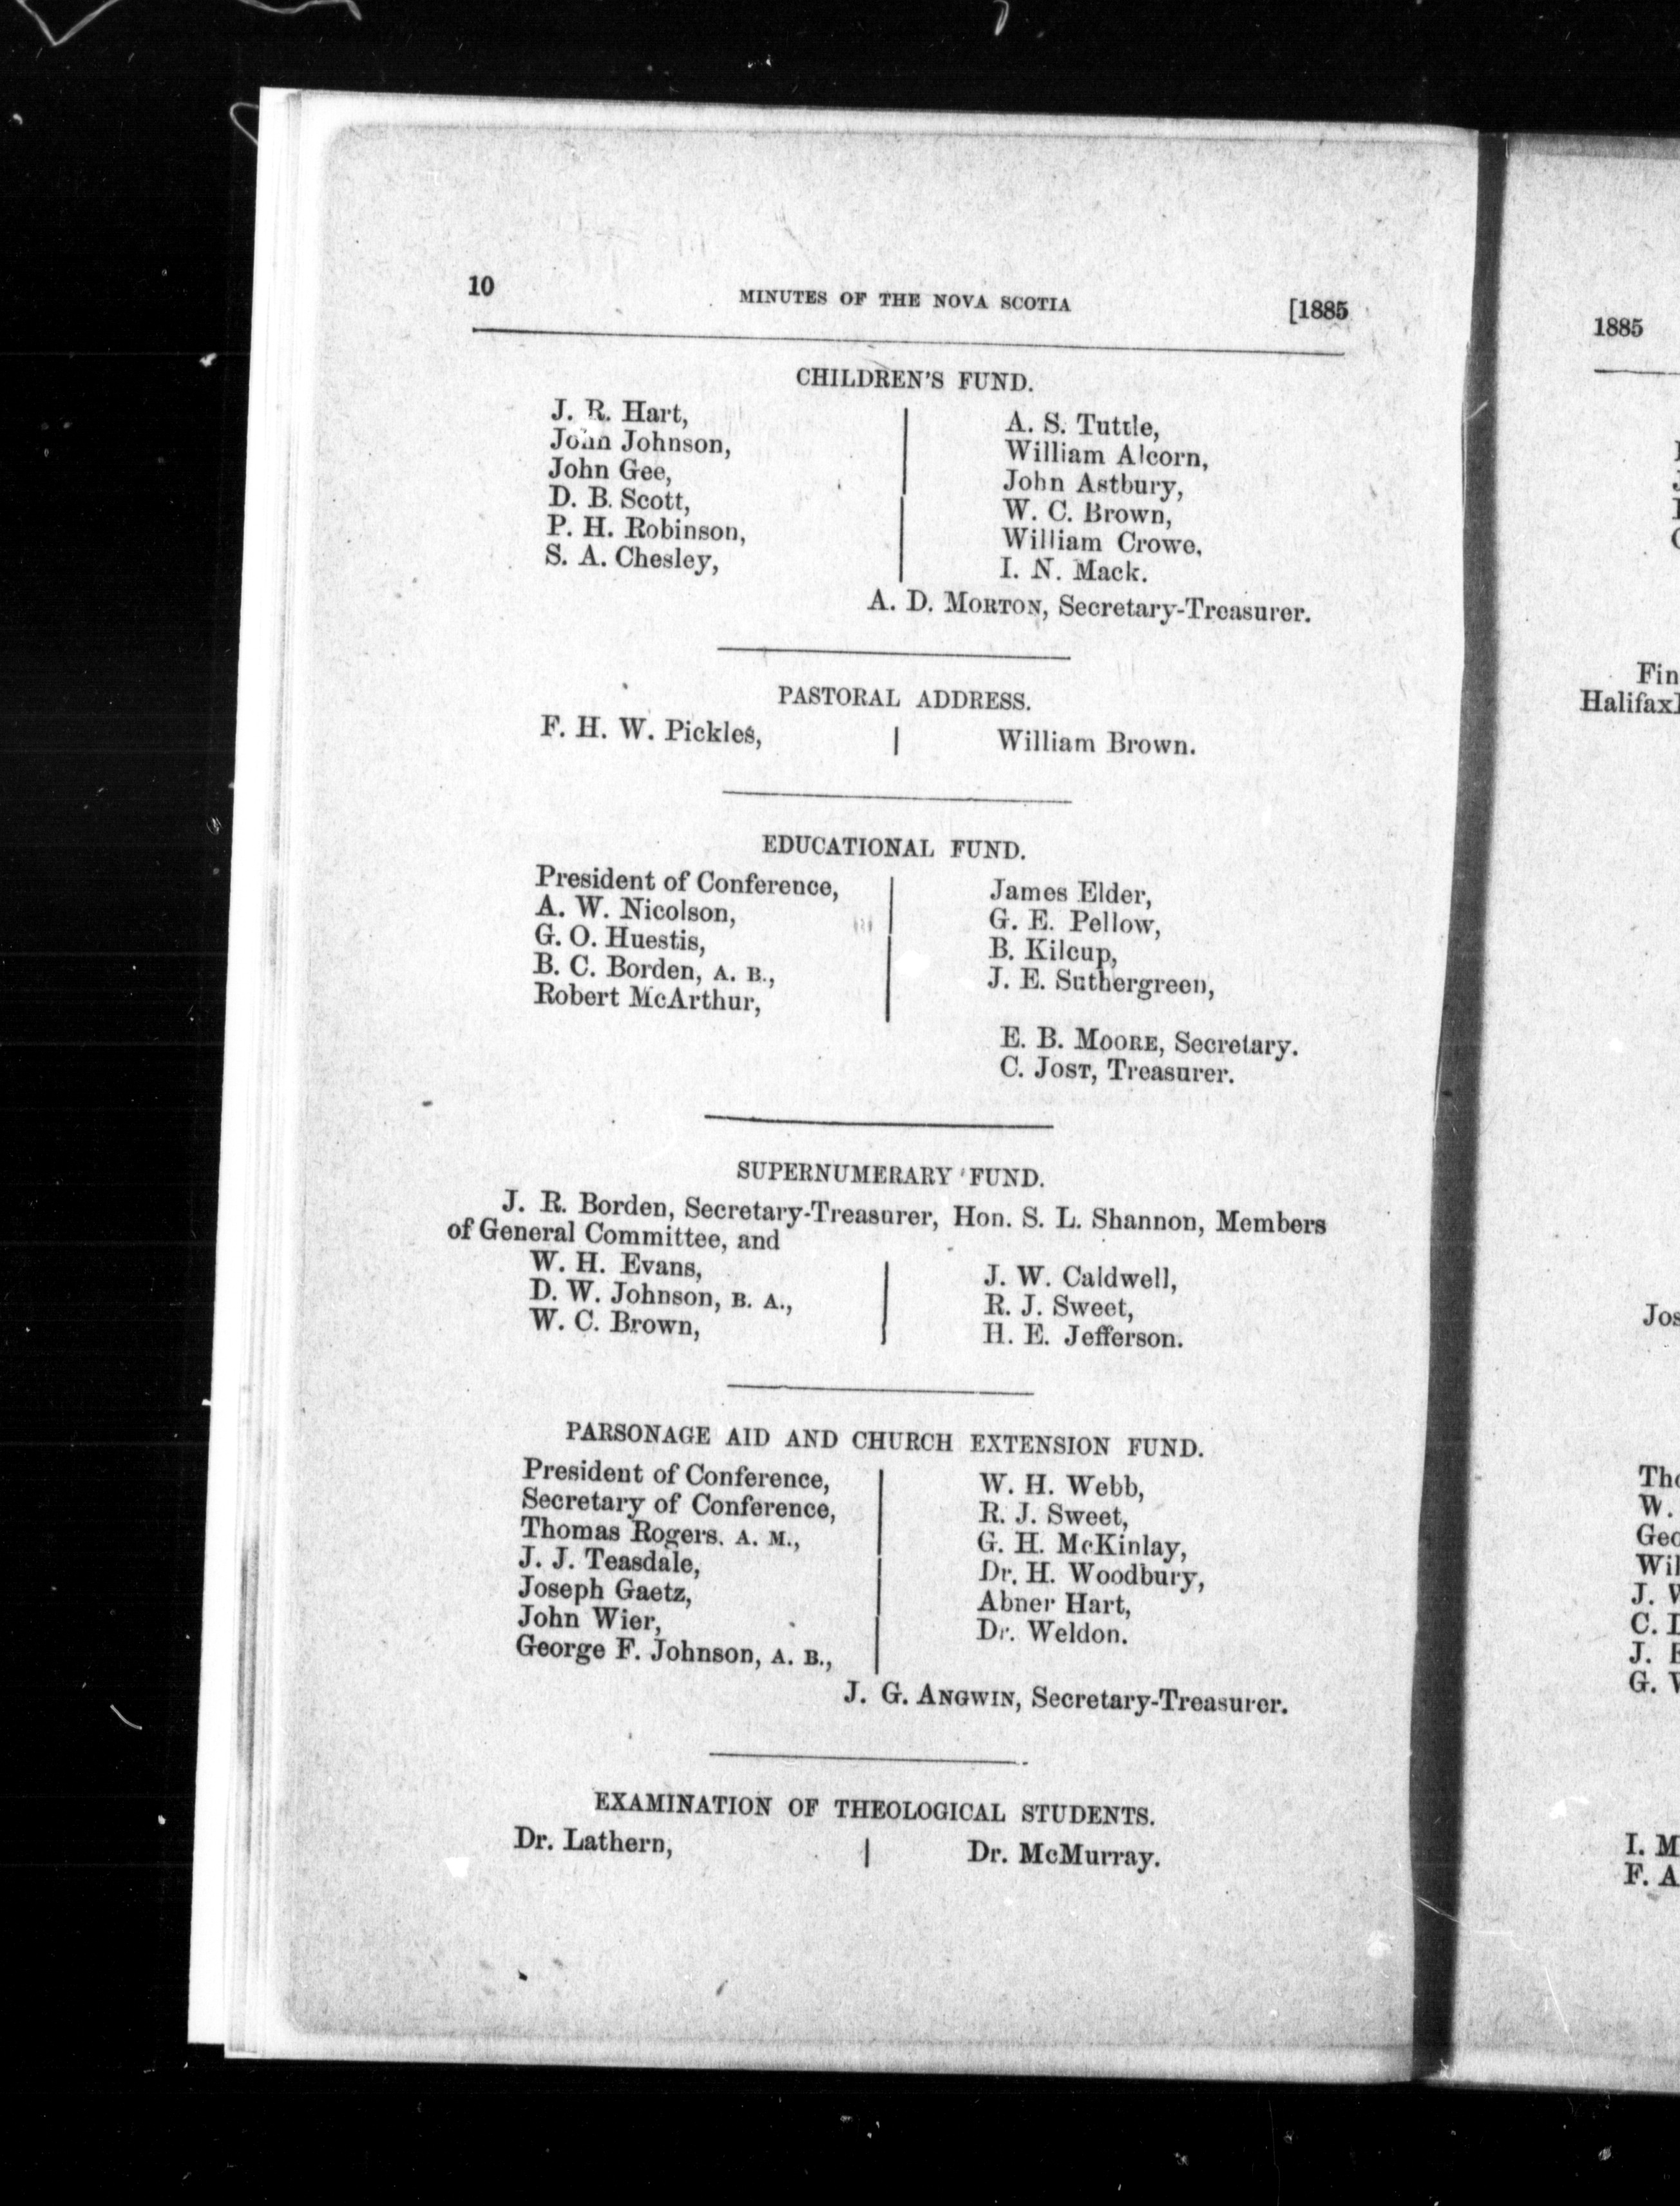 10 MINUTES OF THE NOVA SCOTIA [1885
CHILDREN'S FUND.
J. R. Hart,
John Johnson,
John Gee,
D. B. Scott,
P. H. Robinson,
S. A. Chesley,
A. S. Tuttle,
William Alcorn,
John Astbury,
W. C. Brown,
William Crowe,
I. N. Mack.
A. D. MORTON, Secretary-Treasurer.
PASTORAL ADDRESS.
F. H. W. Pickles,
William Brown.
EDUCATIONAL FUND.
President of Conference,
A. W. Nicolson,
G. O. Huestis,
B. C. Borden, A. B.,
Robert McArthur,
James Elder,
G. E. Pellow,
B. Kilcup,
J. E. Suthergreen,
E. B. MOORE, Secretary.
C. JOST, Treasurer.
SUPERNUMERARY FUND.
J. R. Borden, Secretary-Treasurer, Hon. S. L. Shannon, Members
of General Committee, and
W. H. Evans,
D. W. Johnson, B. A.,
W. C. Brown,
J. W. Caldwell,
R. J. Sweet,
H. E. Jefferson.
PARSONAGE AID AND CHURCH EXTENSION FUND.
President of Conference,
Secretary of Conference,
Thomas Rogers. A. M.,
J. J. Teasdale,
Joseph Gaetz,
John Wier,
George F. Johnson, A. B.,
W. H. Webb,
R. J. Sweet,
G. H. McKinlay,
Dr. H. Woodbury,
Abner Hart,
Dr. Weldon.
J. G. ANGWIN, Secretary-Treasurer.
EXAMINATION OF THEOLOGICAL STUDENTS.
Dr. Lathern,
Dr. McMurray.
1885
Fin
Halifax
Jos
Tho
W.
Geo
Wil
J. W
C.
J.
G. W
I. M
F. A